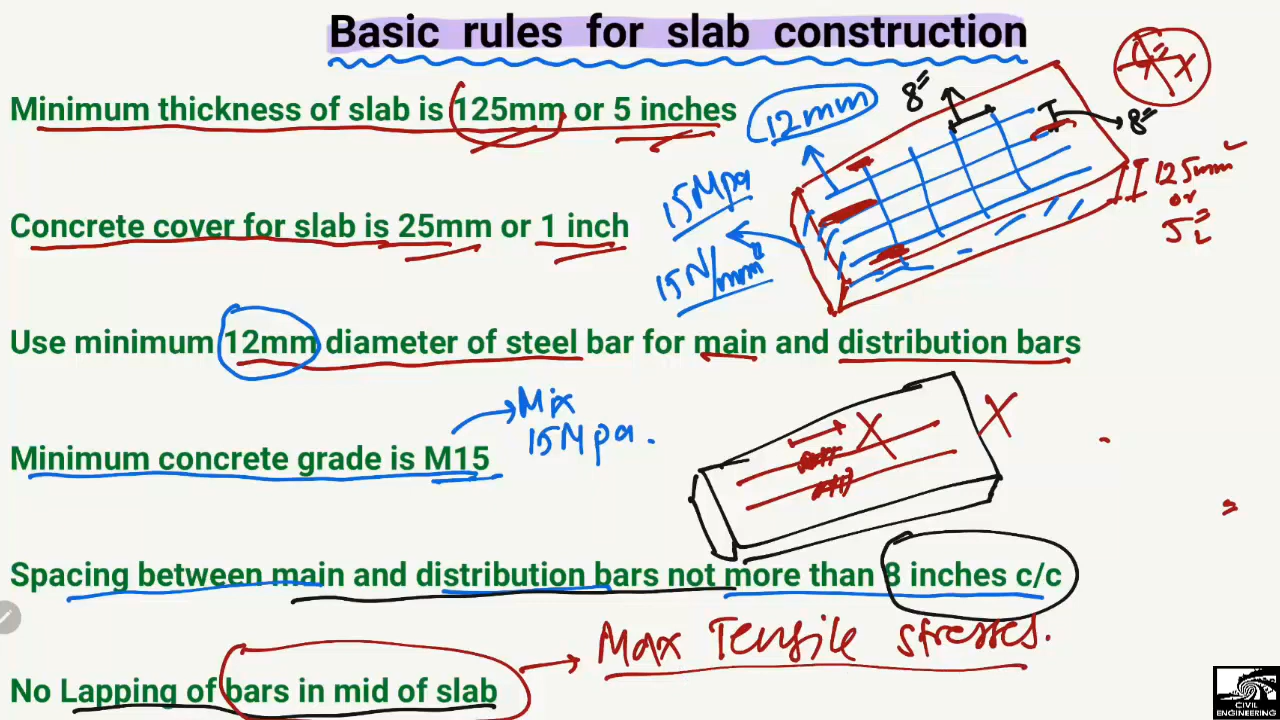 Basic rules for slab construction
Minimum thickness of slab is 125mm or 5 inches
Concrete cover for slab is 25mm or 1 inch
Use minimum 12mm diameter of steel bar for main and distribution bars
Minimum concrete grade is M15
Mix
15Mpa.
Spacing between main and distribution bars not more than 8 inches c/c
No Lapping of bars in mid of slab
Max Tensile stresses.
12mm
8"
8"
4" X
15Mpa
15N/mm²
125mm
or
5"
X
X
CIVIL
ENGINEERING